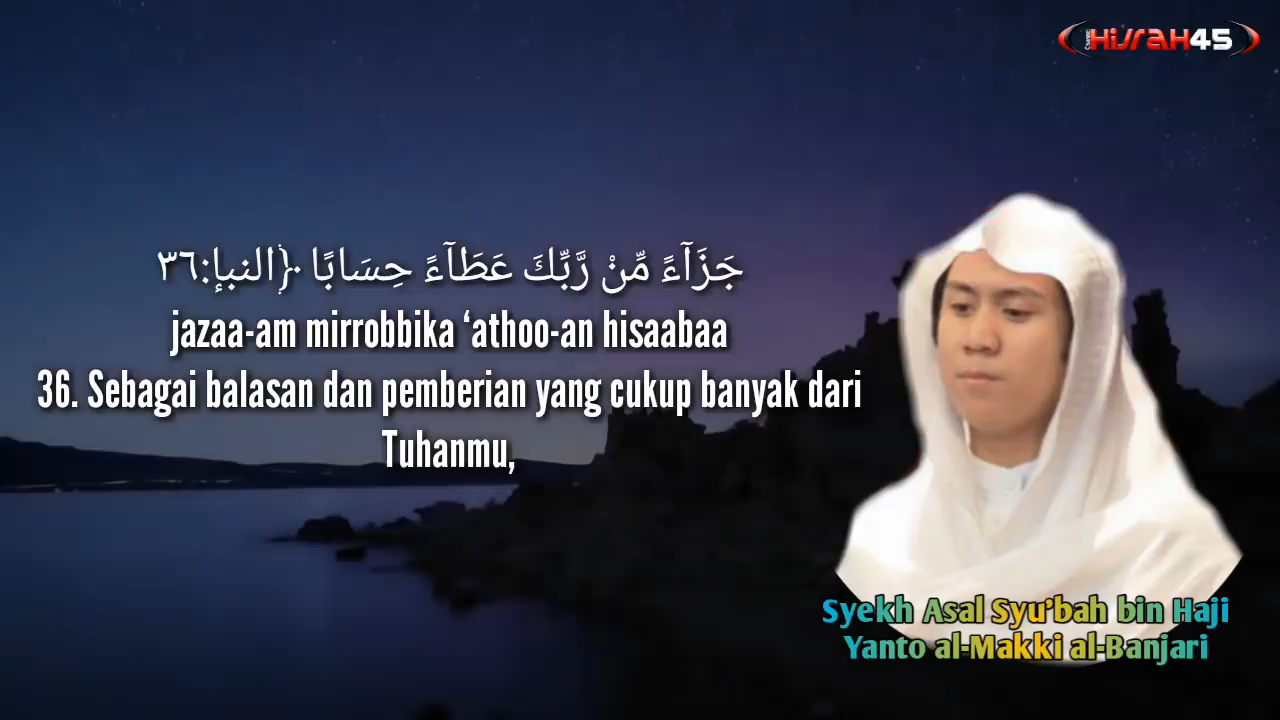 HIJRAH45
جَزَآءً مِّنْ رَّبِّكَ عَطَآءً حِسَابًا ﴿النبإ:٣٦
jazaa-am mirrobbika ‘athoo-an hisaabaa
36. Sebagai balasan dan pemberian yang cukup banyak dari
Tuhanmu,
Syekh Asal Syu'bah bin Haji
Yanto al-Makki al-Banjari